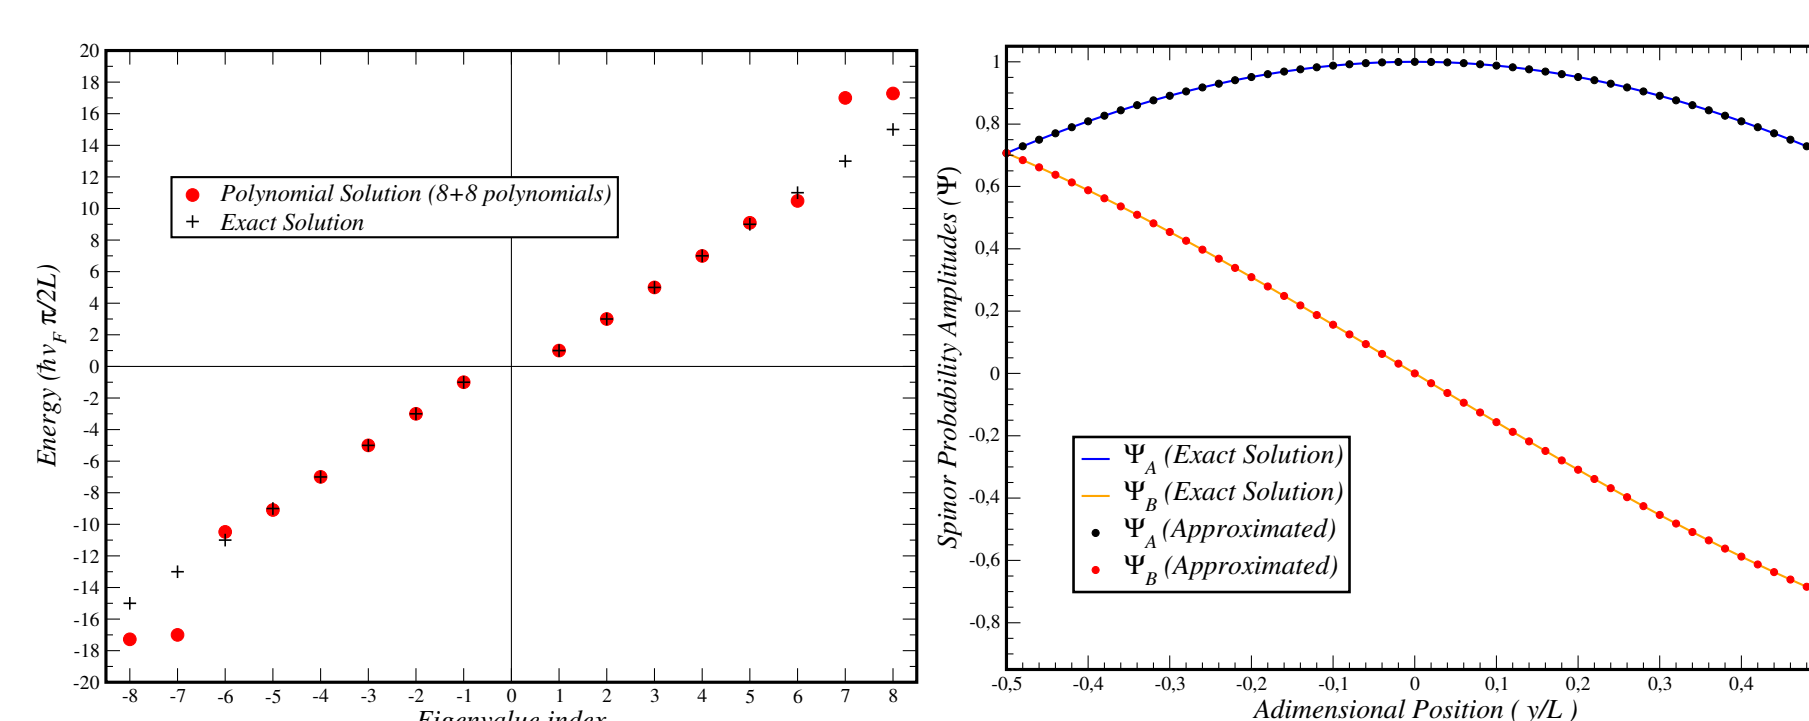 20
18
16
14
12
10
8
6
4
2
0
-2
-4
-6
-8
-10
-12
-14
-16
-18
-20
Energy (ħv_F π/2L)
Polynomial Solution (8+8 polynomials)
Exact Solution
-8 -7 -6 -5 -4 -3 -2 -1 0 1 2 3 4 5 6 7 8
Eigenvalue index
1
0,8
0,6
0,4
0,2
0
-0,2
-0,4
-0,6
-0,8
Spinor Probability Amplitudes (Ψ)
Ψ_A (Exact Solution)
Ψ_B (Exact Solution)
Ψ_A (Approximated)
Ψ_B (Approximated)
-0,5 -0,4 -0,3 -0,2 -0,1 0 0,1 0,2 0,3 0,4
Adimensional Position ( y/L )